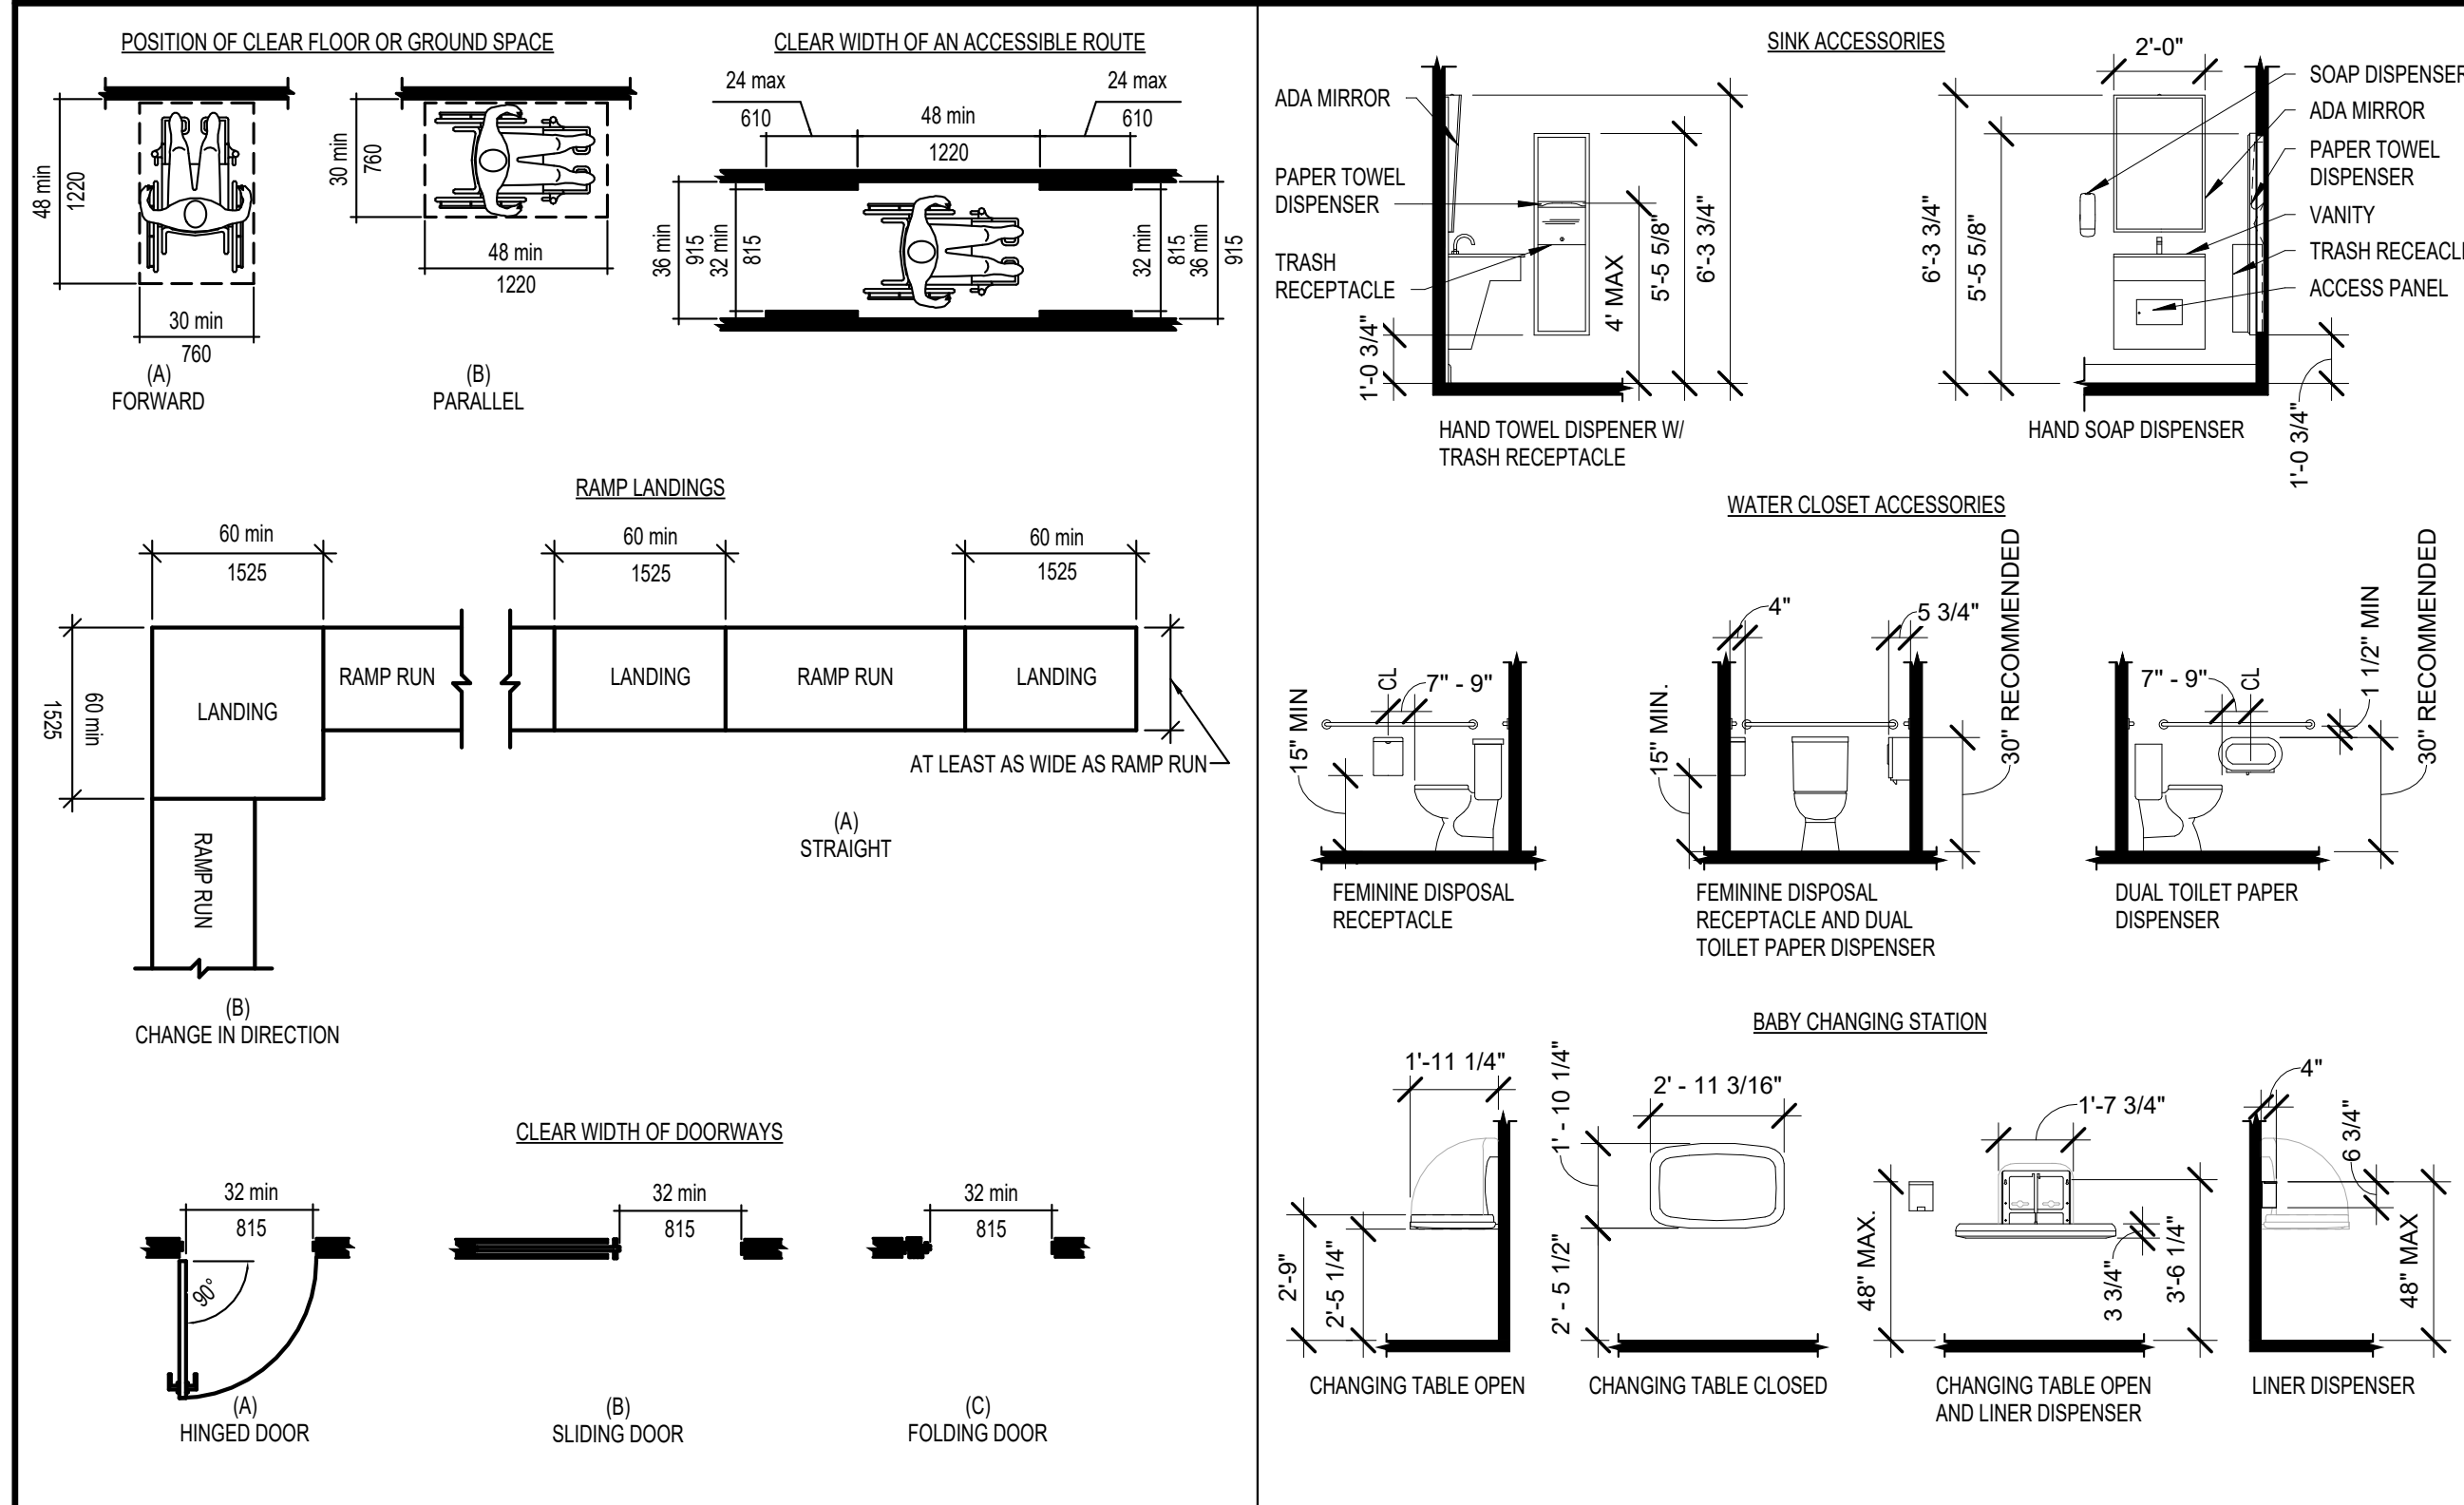 POSITION OF CLEAR FLOOR OR GROUND SPACE
48 min
1220
30 min
760
(A)
FORWARD
30 min
760
48 min
1220
(B)
PARALLEL
CLEAR WIDTH OF AN ACCESSIBLE ROUTE
24 max
610
48 min
1220
24 max
610
36 min
915
32 min
815
32 min
815
36 min
915
RAMP LANDINGS
60 min
1525
60 min
1525
60 min
1525
60 min
1525
LANDING
RAMP RUN
LANDING
RAMP RUN
LANDING
RAMP RUN
AT LEAST AS WIDE AS RAMP RUN
(A)
STRAIGHT
(B)
CHANGE IN DIRECTION
CLEAR WIDTH OF DOORWAYS
32 min
815
90°
(A)
HINGED DOOR
32 min
815
(B)
SLIDING DOOR
32 min
815
(C)
FOLDING DOOR
SINK ACCESSORIES
ADA MIRROR
PAPER TOWEL
DISPENSER
TRASH
RECEPTACLE
1'-0 3/4"
4' MAX
5'-5 5/8"
6'-3 3/4"
HAND TOWEL DISPENER W/
TRASH RECEPTACLE
2'-0"
6'-3 3/4"
5'-5 5/8"
SOAP DISPENSER
ADA MIRROR
PAPER TOWEL
DISPENSER
VANITY
TRASH RECEACLE
ACCESS PANEL
1'-0 3/4"
HAND SOAP DISPENSER
WATER CLOSET ACCESSORIES
15" MIN
CL
7" - 9"
FEMININE DISPOSAL
RECEPTACLE
15" MIN.
4"
5 3/4"
30" RECOMMENDED
FEMININE DISPOSAL
RECEPTACLE AND DUAL
TOILET PAPER DISPENSER
7" - 9"
CL
1 1/2" MIN
30" RECOMMENDED
DUAL TOILET PAPER
DISPENSER
BABY CHANGING STATION
1'-11 1/4"
2'-9"
2'-5 1/4"
CHANGING TABLE OPEN
1' - 10 1/4"
2' - 11 3/16"
2' - 5 1/2"
CHANGING TABLE CLOSED
48" MAX.
1'-7 3/4"
3 3/4"
3'-6 1/4"
CHANGING TABLE OPEN
AND LINER DISPENSER
4"
6 3/4"
48" MAX
LINER DISPENSER